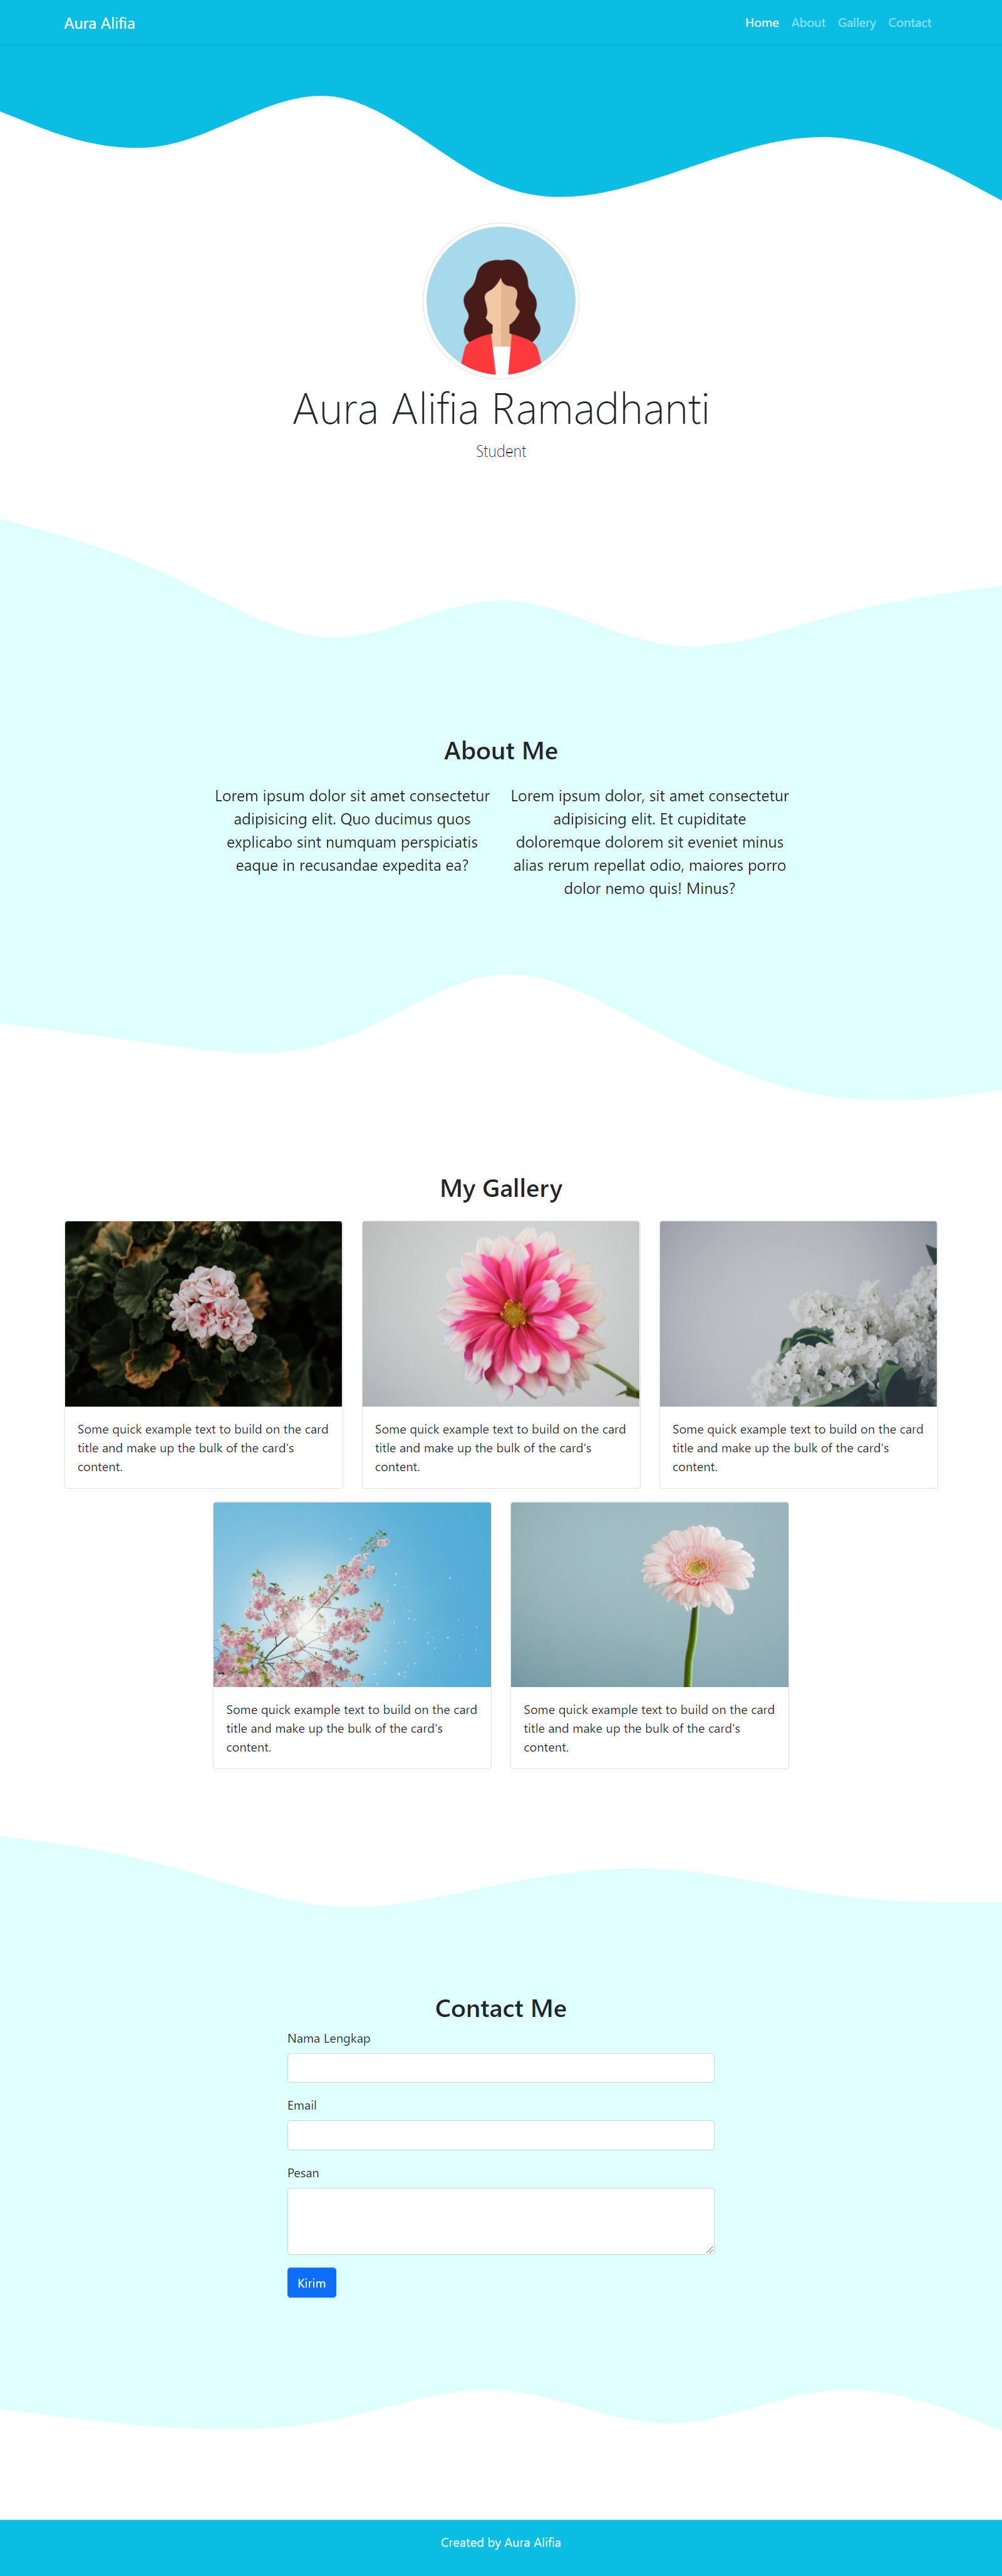 Aura Alifia
Home About Gallery Contact
Aura Alifia Ramadhanti
Student
About Me
Lorem ipsum dolor sit amet consectetur
adipisicing elit. Quo ducimus quos
explicabo sint numquam perspiciatis
eaque in recusandae expedita ea?
Lorem ipsum dolor, sit amet consectetur
adipisicing elit. Et cupiditate
doloremque dolorem sit eveniet minus
alias rerum repellat odio, maiores porro
dolor nemo quis! Minus?
My Gallery
Some quick example text to build on the card
title and make up the bulk of the card's
content.
Some quick example text to build on the card
title and make up the bulk of the card's
content.
Some quick example text to build on the card
title and make up the bulk of the card's
content.
Some quick example text to build on the card
title and make up the bulk of the card's
content.
Some quick example text to build on the card
title and make up the bulk of the card's
content.
Contact Me
Nama Lengkap
Email
Pesan
Kirim
Created by Aura Alifia